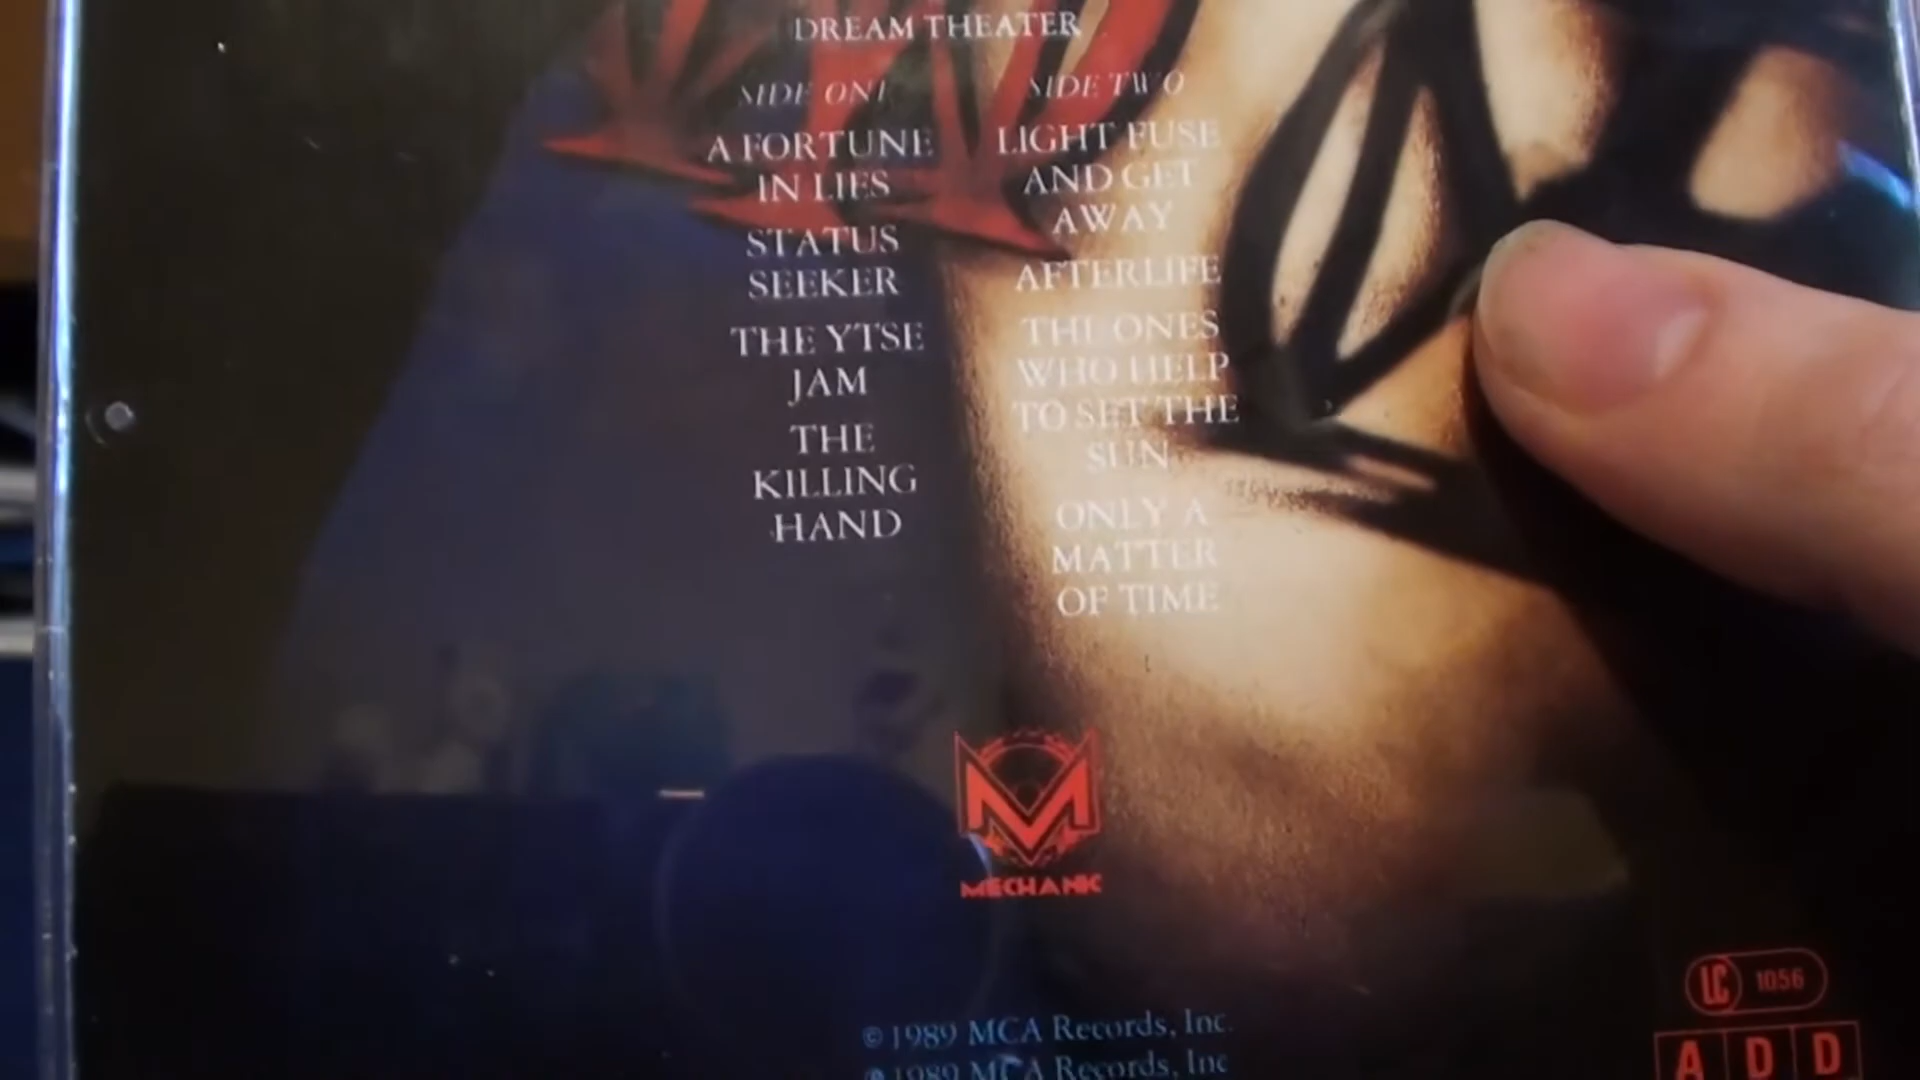 DREAM THEATER
SIDE ONE
A FORTUNE
IN LIES
STATUS
SEEKER
THE YTSE
JAM
THE
KILLING
HAND
SIDE TWO
LIGHT FUSE
AND GET
AWAY
AFTERLIFE
THE ONES
WHO HELP
TO SET THE
SUN
ONLY A
MATTER
OF TIME
M
MECHANIC
LC 1056
© 1989 MCA Records, Inc.
℗ 1989 MCA Records, Inc
A D D